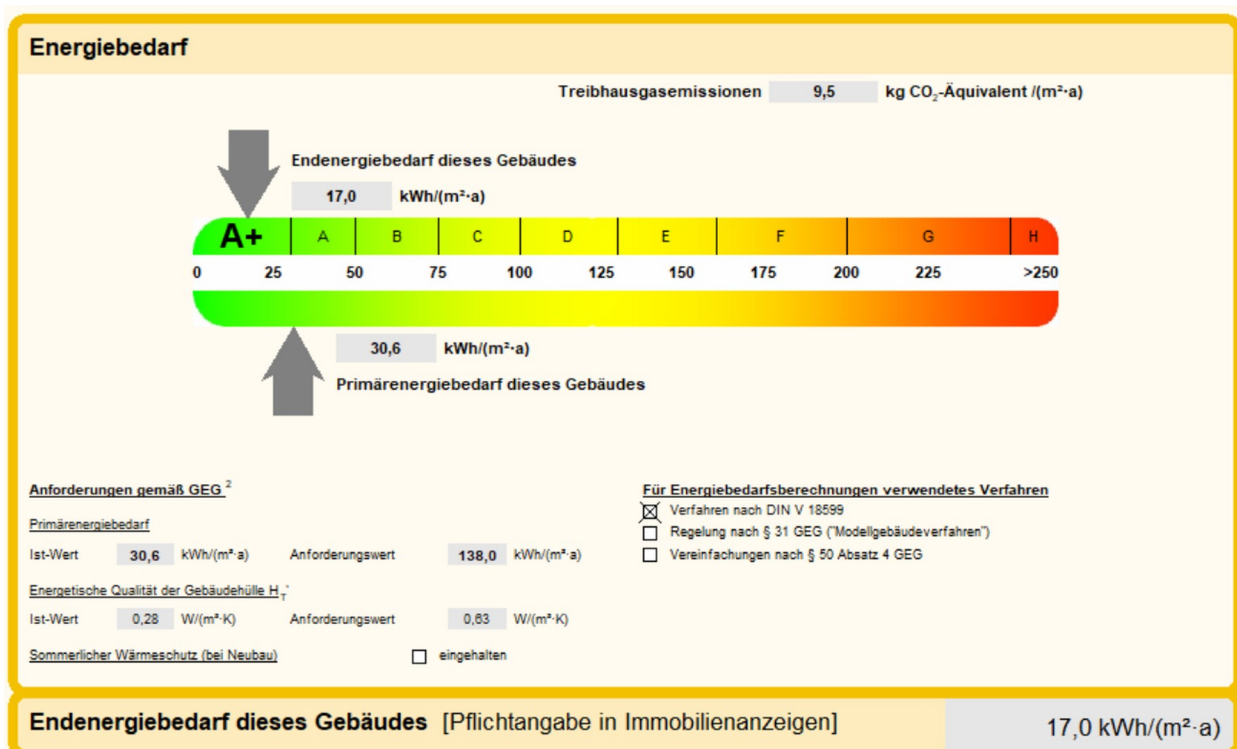 Energiebedarf
Treibhausgasemissionen 9,5 kg CO₂-Äquivalent /(m²·a)
Endenergiebedarf dieses Gebäudes
17,0 kWh/(m²·a)
A+ A B C D E F G H
0 25 50 75 100 125 150 175 200 225 >250
30,6 kWh/(m²·a)
Primärenergiebedarf dieses Gebäudes
Anforderungen gemäß GEG ²
Primärenergiebedarf
Ist-Wert 30,6 kWh/(m²·a) Anforderungswert 138,0 kWh/(m²·a)
Energetische Qualität der Gebäudehülle H_T'
Ist-Wert 0,28 W/(m²·K) Anforderungswert 0,63 W/(m²·K)
Sommerlicher Wärmeschutz (bei Neubau) ☐ eingehalten
Für Energiebedarfsberechnungen verwendetes Verfahren
☒ Verfahren nach DIN V 18599
☐ Regelung nach § 31 GEG ("Modellgebäudeverfahren")
☐ Vereinfachungen nach § 50 Absatz 4 GEG
Endenergiebedarf dieses Gebäudes [Pflichtangabe in Immobilienanzeigen] 17,0 kWh/(m²·a)